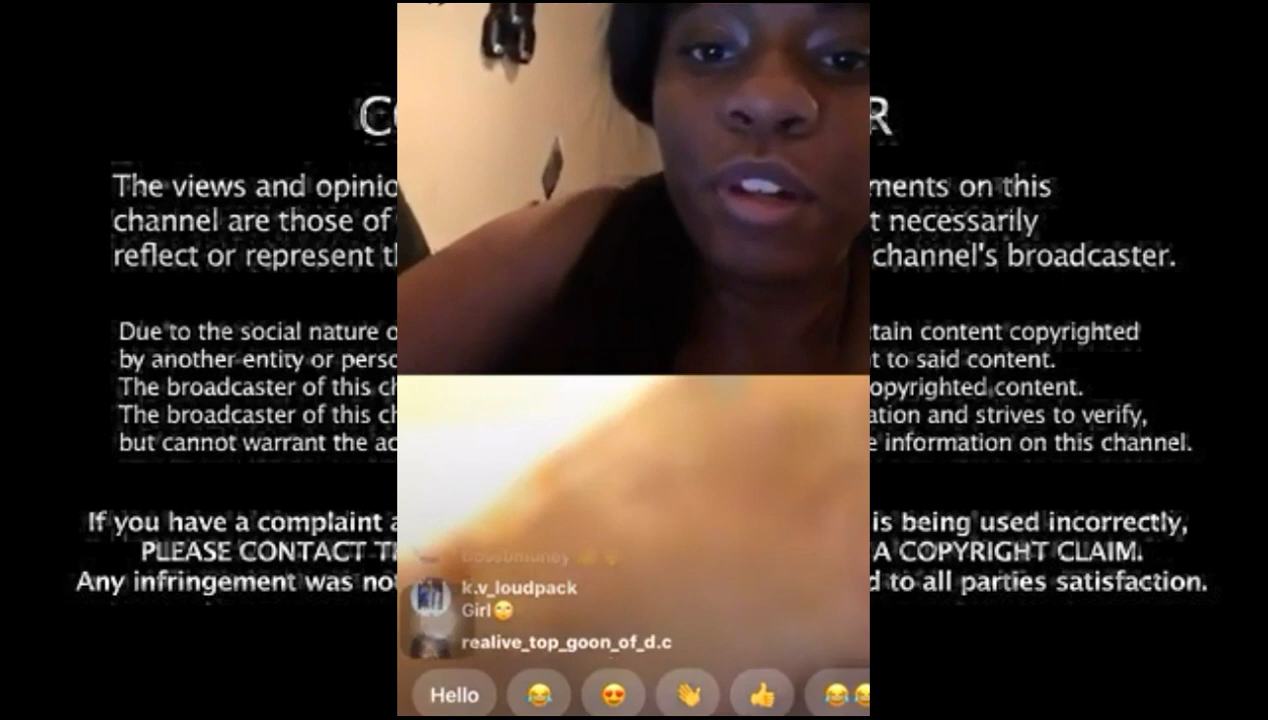 C R
The views and opinio ments on this
channel are those of t necessarily
reflect or represent t channel's broadcaster.
Due to the social nature o tain content copyrighted
by another entity or perso t to said content.
The broadcaster of this ch opyrighted content.
The broadcaster of this ch ation and strives to verify,
but cannot warrant the ac e information on this channel.
If you have a complaint a is being used incorrectly,
PLEASE CONTACT T A COPYRIGHT CLAIM.
Any infringement was no d to all parties satisfaction.
k.v_loudpack
Girl🙄
realive_top_goon_of_d.c
Hello 😂 😍 👋 👍 😂😂